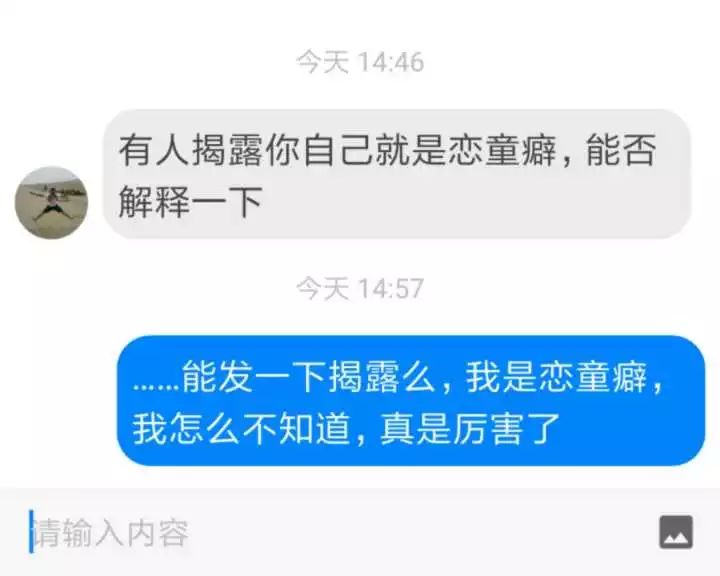 今天 14:46
有人揭露你自己就是恋童癖，能否
解释一下
今天 14:57
……能发一下揭露么，我是恋童癖，
我怎么不知道，真是厉害了
请输入内容